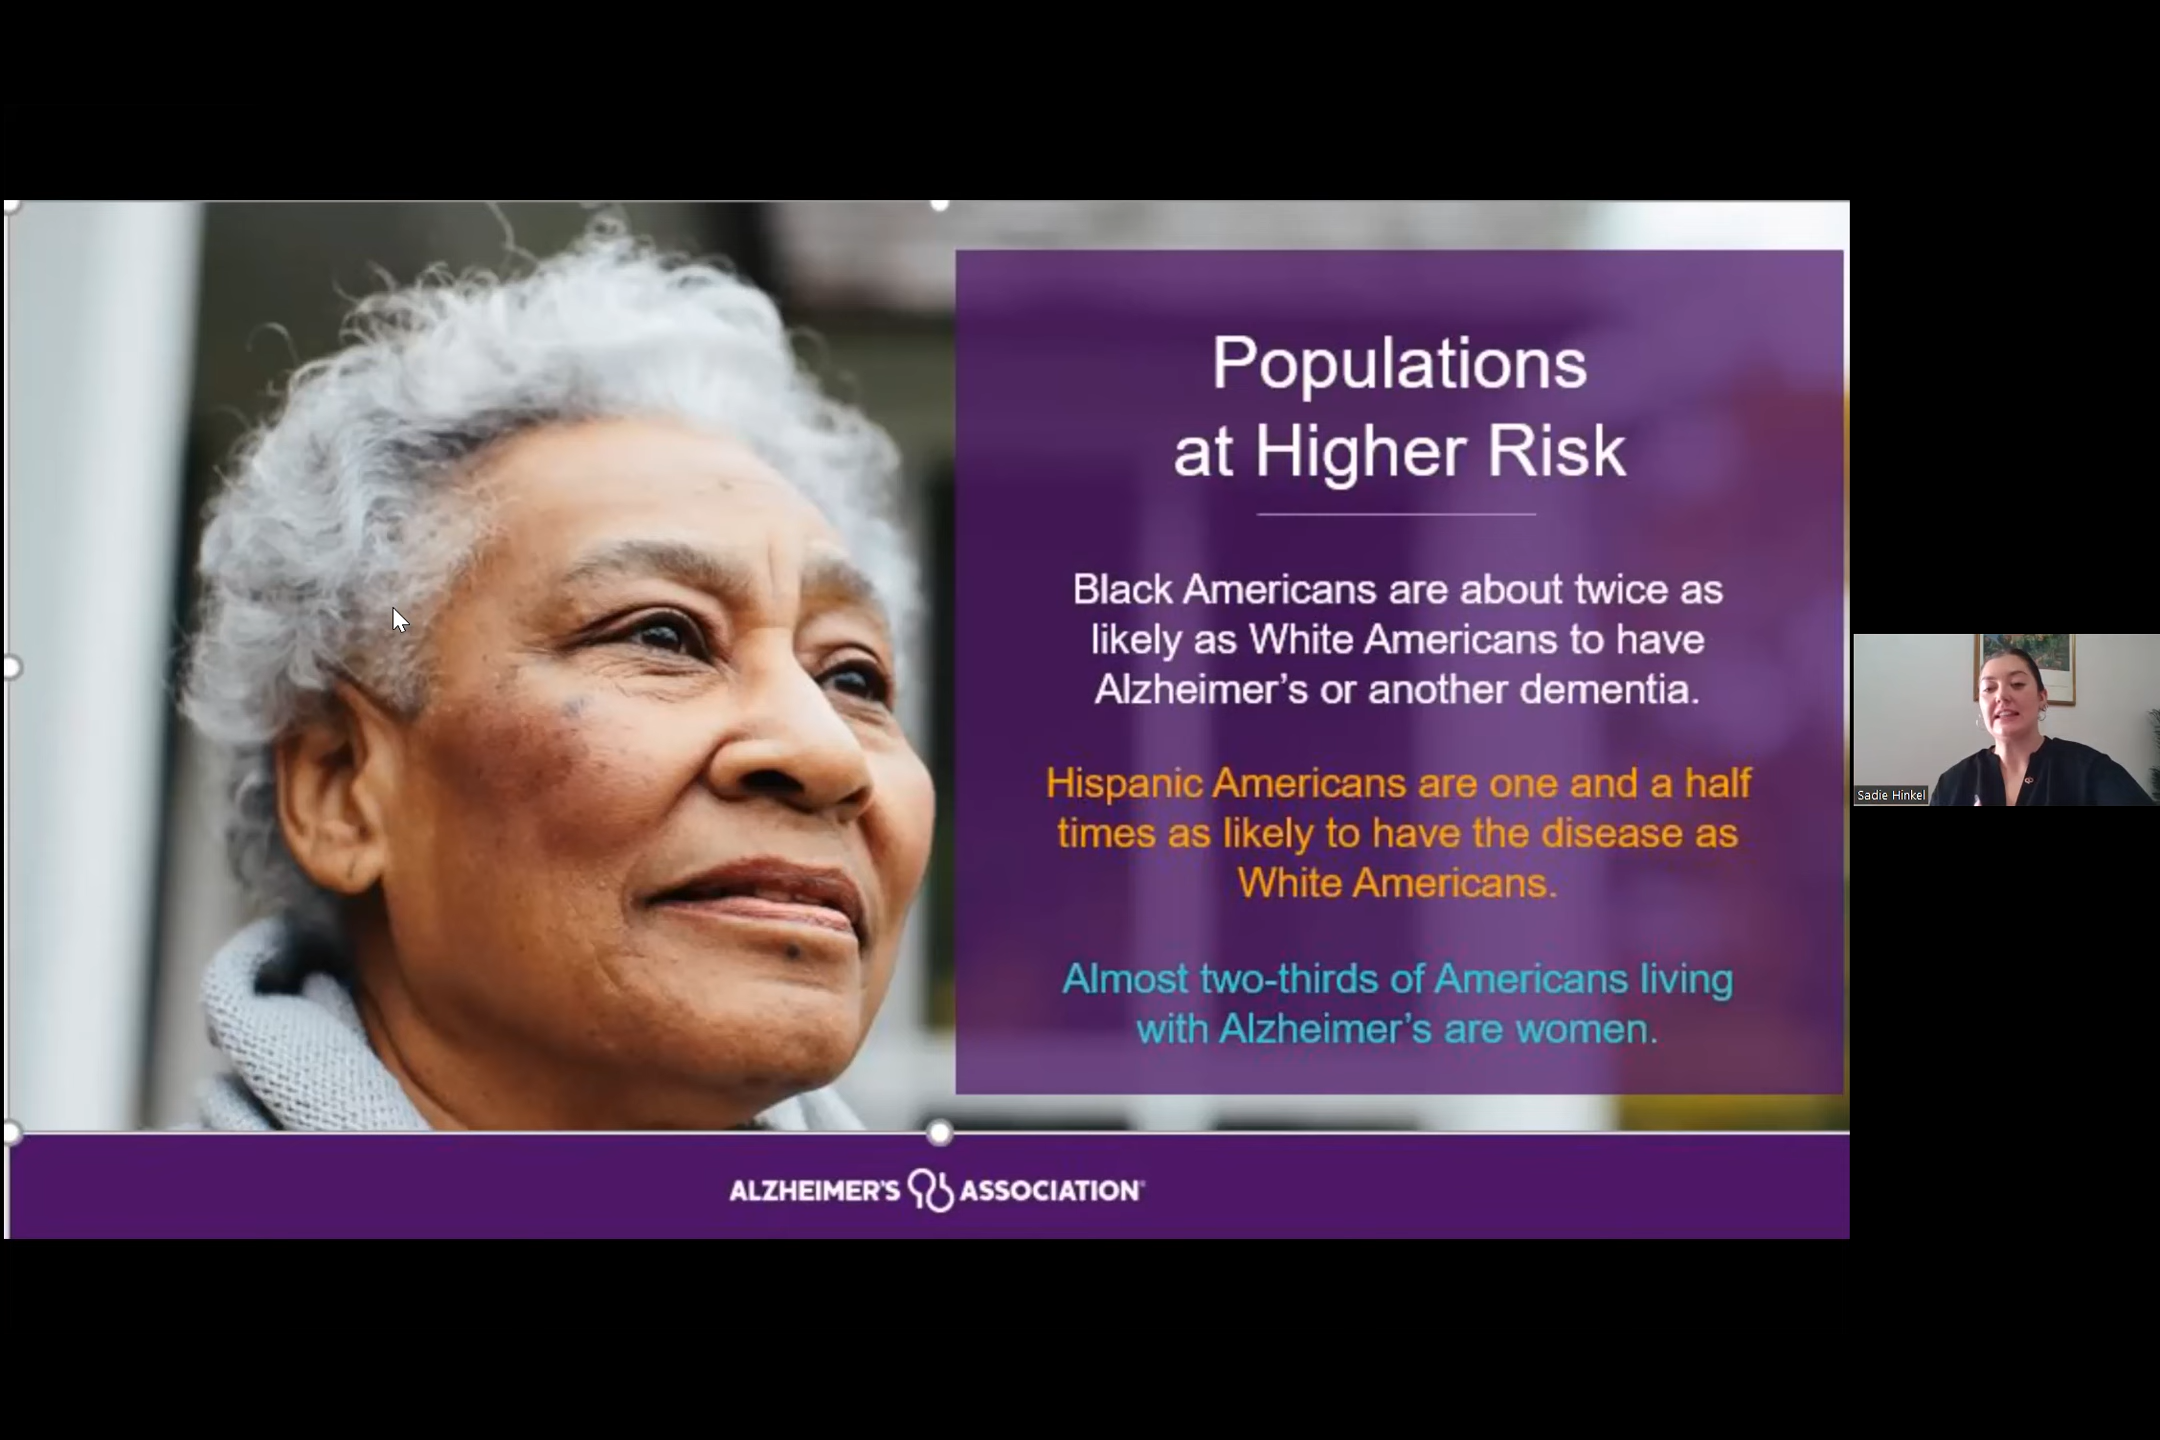 Populations
at Higher Risk
Black Americans are about twice as
likely as White Americans to have
Alzheimer’s or another dementia.
Hispanic Americans are one and a half
times as likely to have the disease as
White Americans.
Almost two-thirds of Americans living
with Alzheimer’s are women.
ALZHEIMER'S ASSOCIATION®
Sadie Hinkel